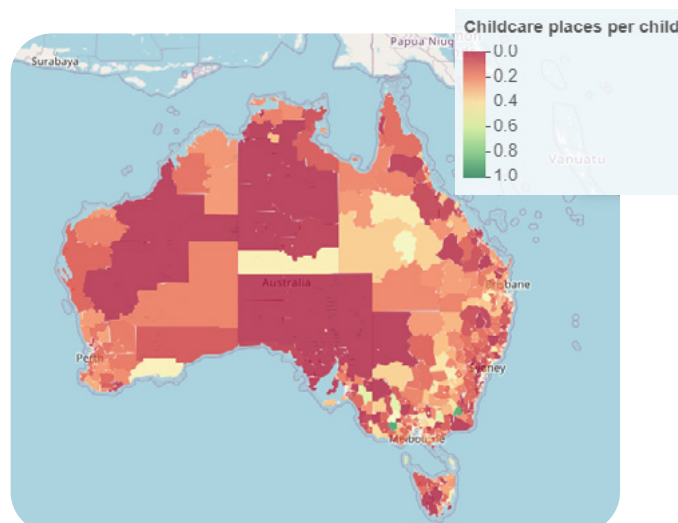 Childcare places per child
0.0
0.2
0.4
0.6
0.8
1.0
Papua Niug
Surabaya
Vanuatu
Australia
Brisbane
Perth
Sydney
Melbourne